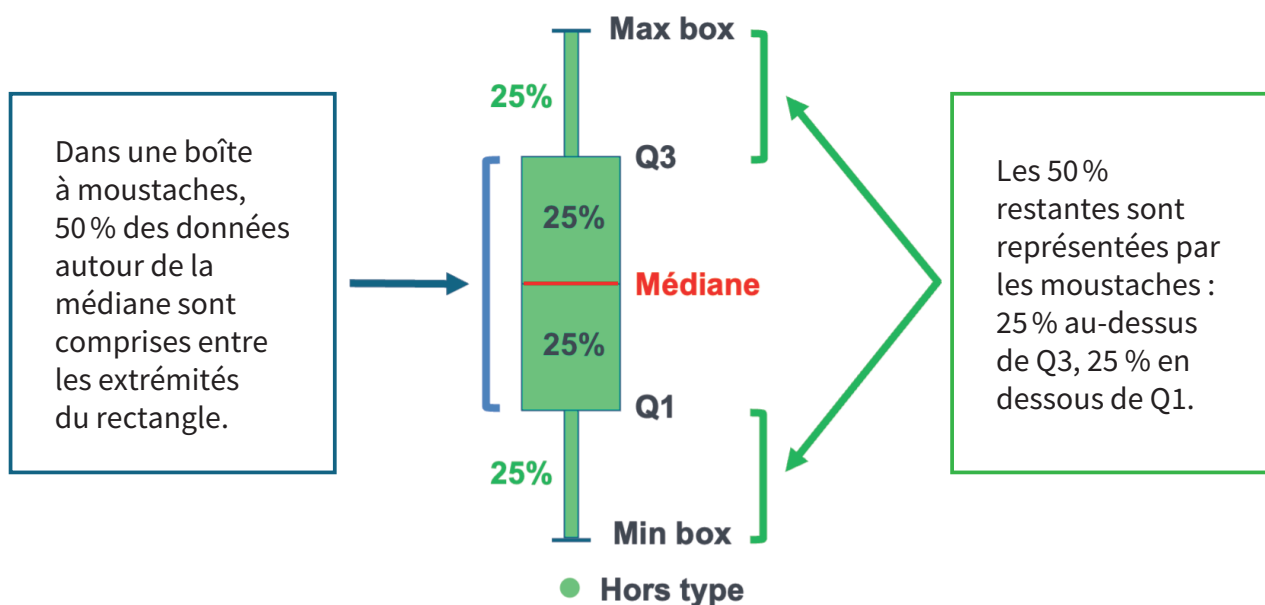 Dans une boîte
à moustaches,
50 % des données
autour de la
médiane sont
comprises entre
les extrémités
du rectangle.
Max box
25%
Q3
25%
Médiane
25%
Q1
25%
Min box
Hors type
Les 50 %
restantes sont
représentées par
les moustaches :
25 % au-dessus
de Q3, 25 % en
dessous de Q1.